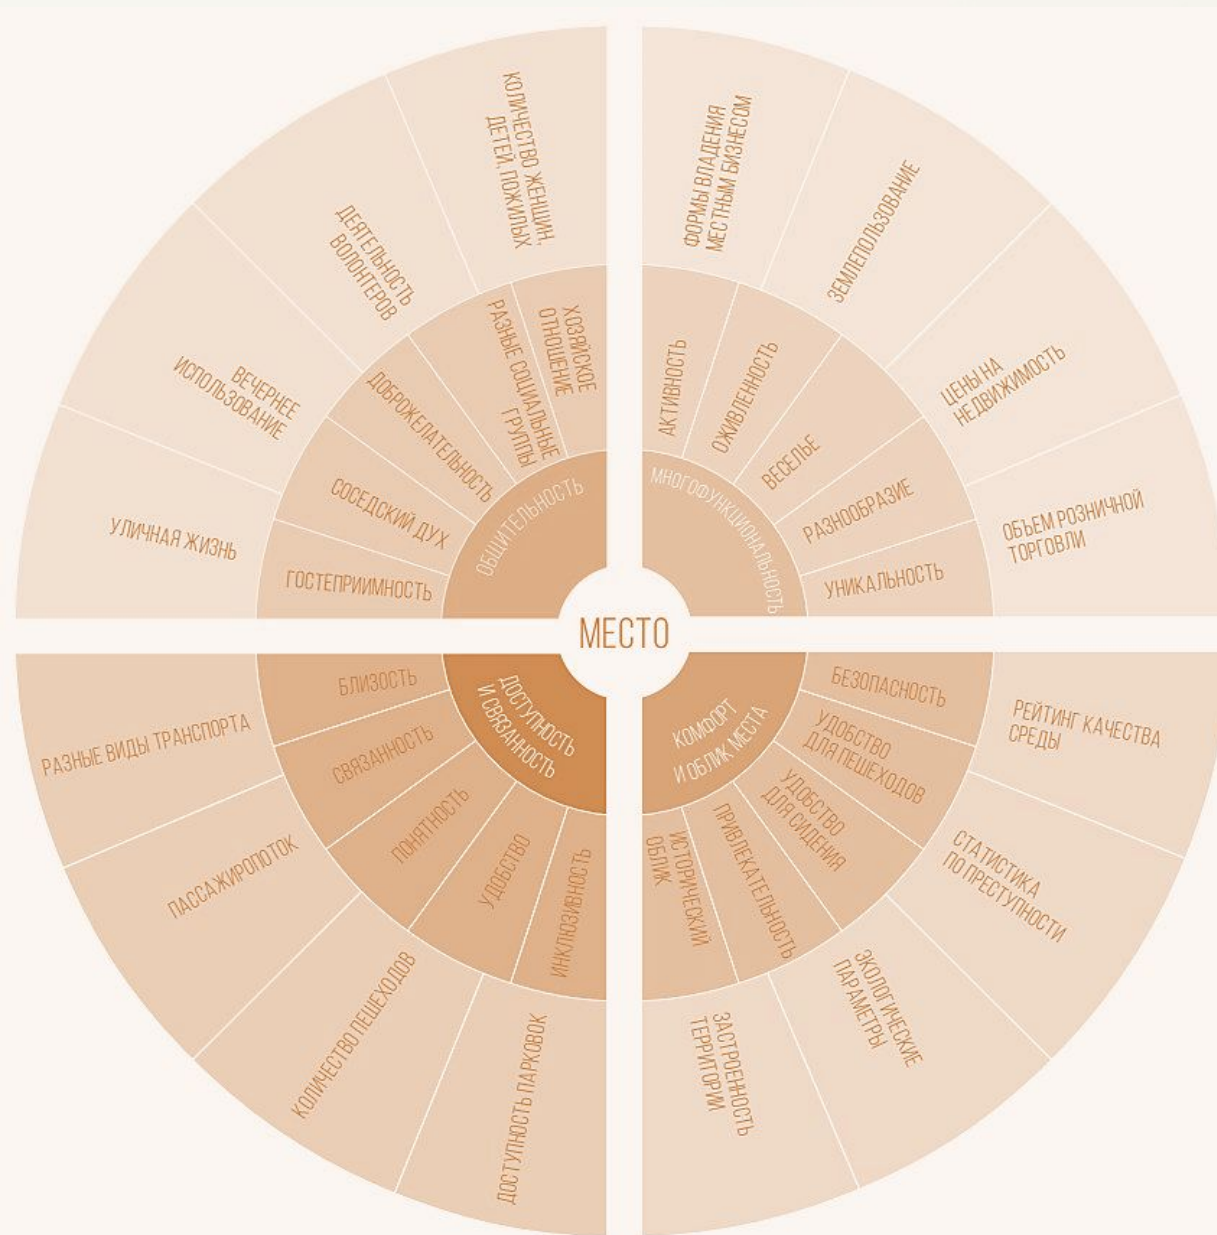 КОЛИЧЕСТВО ЖЕНЩИН,
ДЕТЕЙ, ПОЖИЛЫХ
ДЕЯТЕЛЬНОСТЬ
ВОЛОНТЕРОВ
ВЕЧЕРНЕЕ
ИСПОЛЬЗОВАНИЕ
УЛИЧНАЯ ЖИЗНЬ
ХОЗЯЙСКОЕ
ОТНОШЕНИЕ
РАЗНЫЕ СОЦИАЛЬНЫЕ
ГРУППЫ
ДОБРОЖЕЛАТЕЛЬНОСТЬ
СОСЕДСКИЙ ДУХ
ГОСТЕПРИИМНОСТЬ
ОБЩИТЕЛЬНОСТЬ
ФОРМЫ ВЛАДЕНИЯ
МЕСТНЫМ БИЗНЕСОМ
ЗЕМЛЕПОЛЬЗОВАНИЕ
ЦЕНЫ НА
НЕДВИЖИМОСТЬ
ОБЪЕМ РОЗНИЧНОЙ
ТОРГОВЛИ
АКТИВНОСТЬ
ОЖИВЛЕННОСТЬ
ВЕСЕЛЬЕ
РАЗНООБРАЗИЕ
УНИКАЛЬНОСТЬ
МНОГОФУНКЦИОНАЛЬНОСТЬ
МЕСТО
ДОСТУПНОСТЬ
И СВЯЗАННОСТЬ
БЛИЗОСТЬ
СВЯЗАННОСТЬ
ПОНЯТНОСТЬ
УДОБСТВО
ИНКЛЮЗИВНОСТЬ
РАЗНЫЕ ВИДЫ ТРАНСПОРТА
ПАССАЖИРОПОТОК
КОЛИЧЕСТВО ПЕШЕХОДОВ
ДОСТУПНОСТЬ ПАРКОВОК
КОМФОРТ
И ОБЛИК МЕСТА
БЕЗОПАСНОСТЬ
УДОБСТВО
ДЛЯ ПЕШЕХОДОВ
УДОБСТВО
ДЛЯ СИДЕНИЯ
ПРИВЛЕКАТЕЛЬНОСТЬ
ИСТОРИЧЕСКИЙ
ОБЛИК
РЕЙТИНГ КАЧЕСТВА
СРЕДЫ
СТАТИСТИКА
ПО ПРЕСТУПНОСТИ
ЭКОЛОГИЧЕСКИЕ
ПАРАМЕТРЫ
ЗАСТРОЕННОСТЬ
ТЕРРИТОРИИ